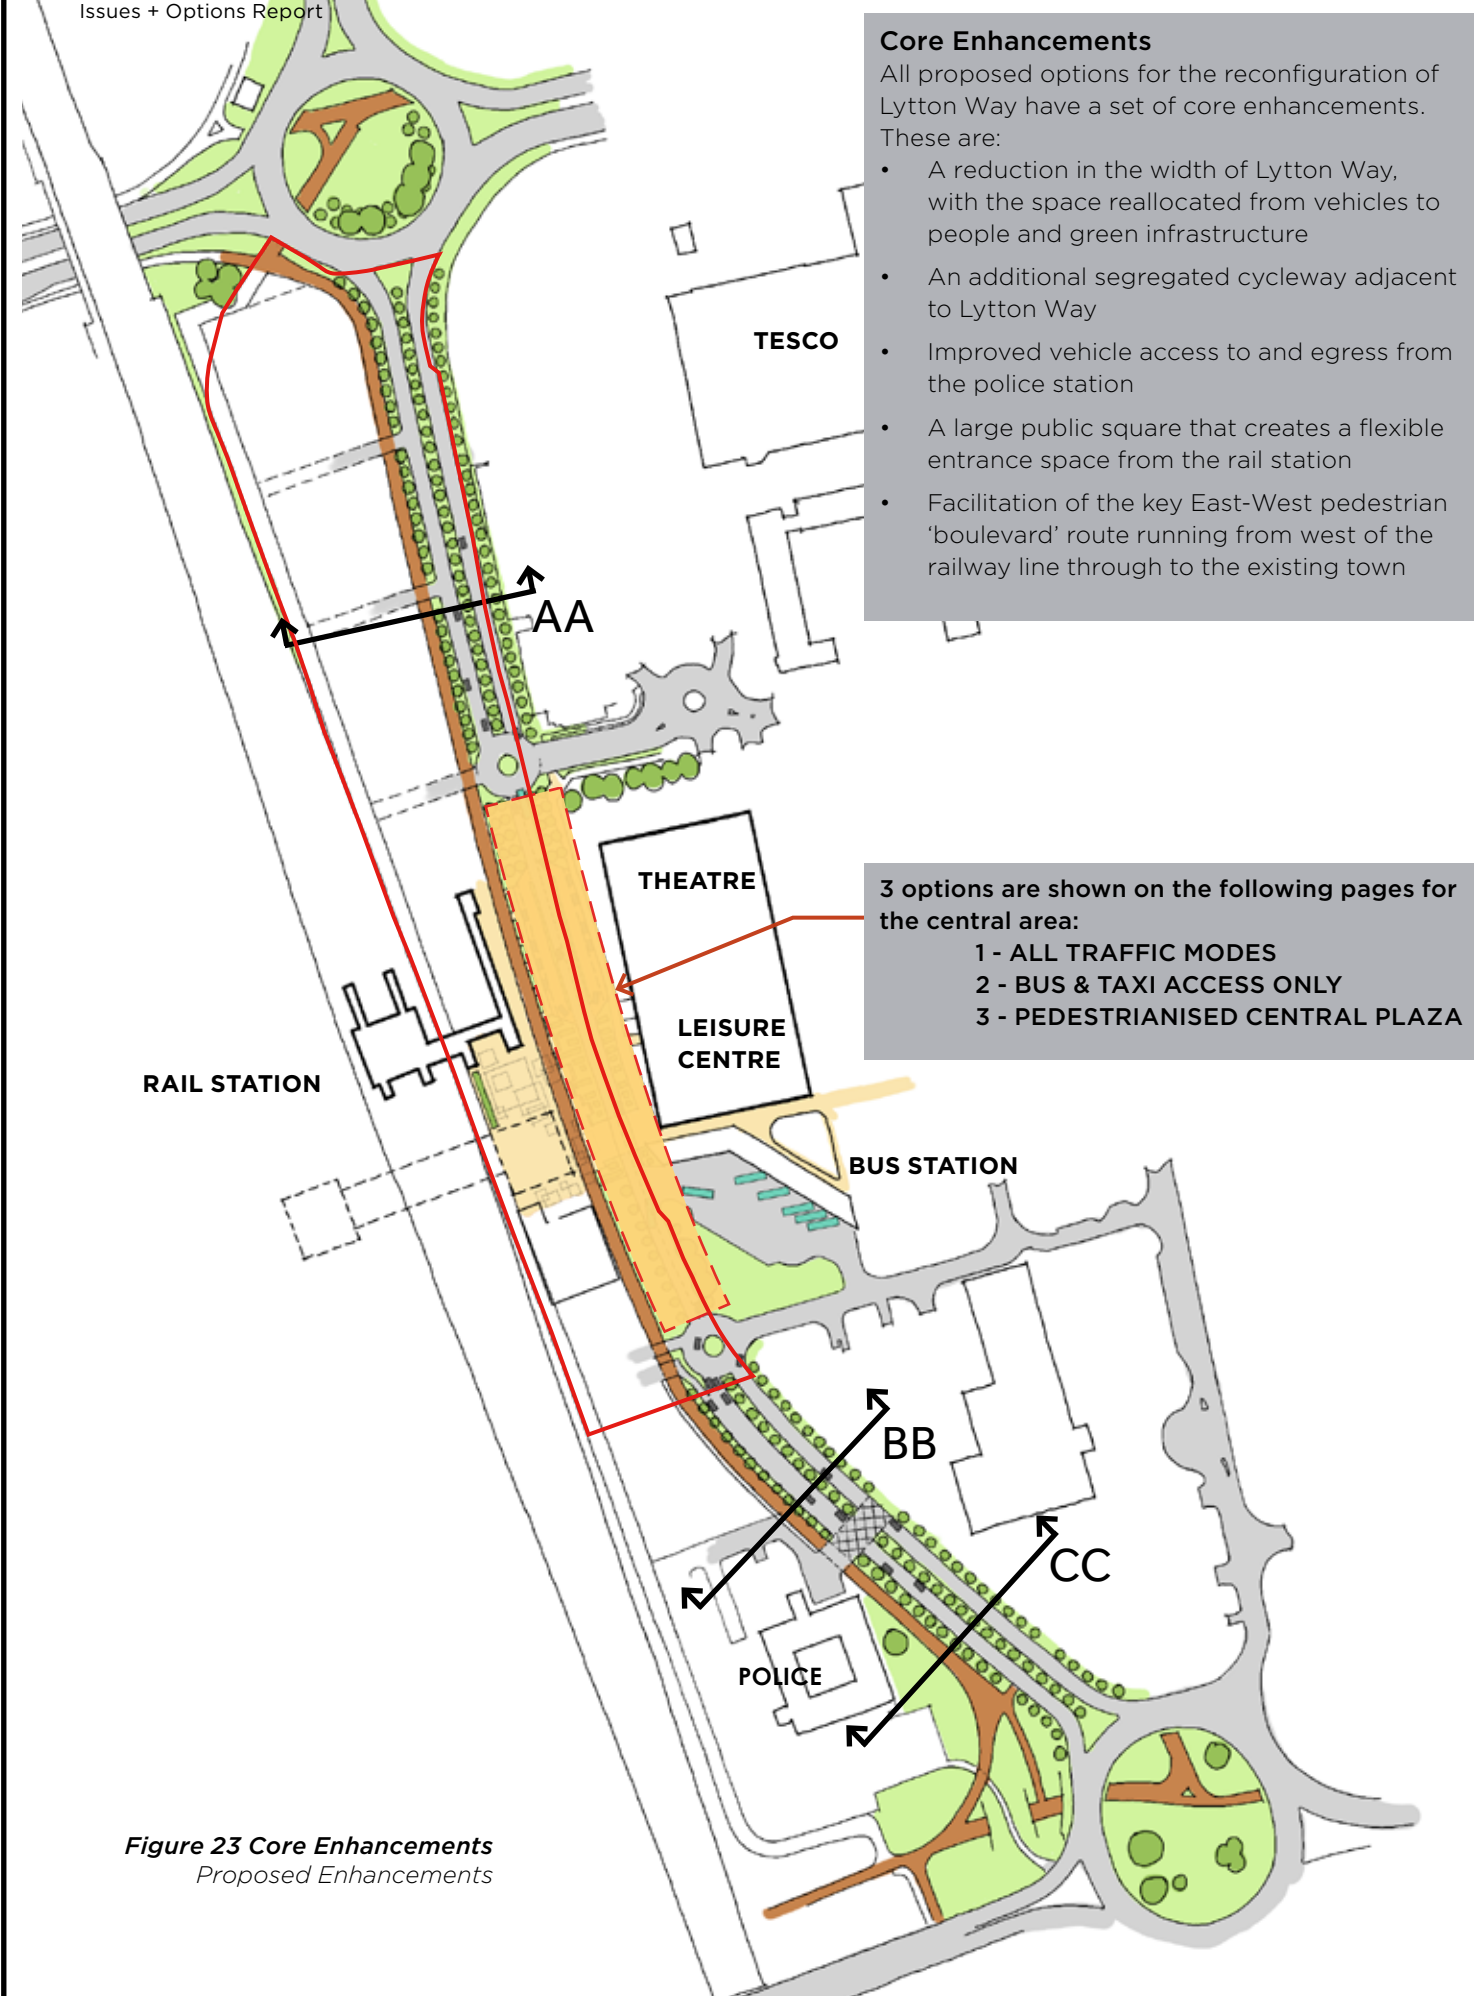 Issues + Options Report
Core Enhancements
All proposed options for the reconfiguration of
Lytton Way have a set of core enhancements.
These are:
• A reduction in the width of Lytton Way,
with the space reallocated from vehicles to
people and green infrastructure
• An additional segregated cycleway adjacent
to Lytton Way
• Improved vehicle access to and egress from
the police station
• A large public square that creates a flexible
entrance space from the rail station
• Facilitation of the key East-West pedestrian
‘boulevard’ route running from west of the
railway line through to the existing town
TESCO
AA
THEATRE
3 options are shown on the following pages for
the central area:
1 - ALL TRAFFIC MODES
2 - BUS & TAXI ACCESS ONLY
3 - PEDESTRIANISED CENTRAL PLAZA
LEISURE
CENTRE
RAIL STATION
BUS STATION
BB
CC
POLICE
Figure 23 Core Enhancements
Proposed Enhancements